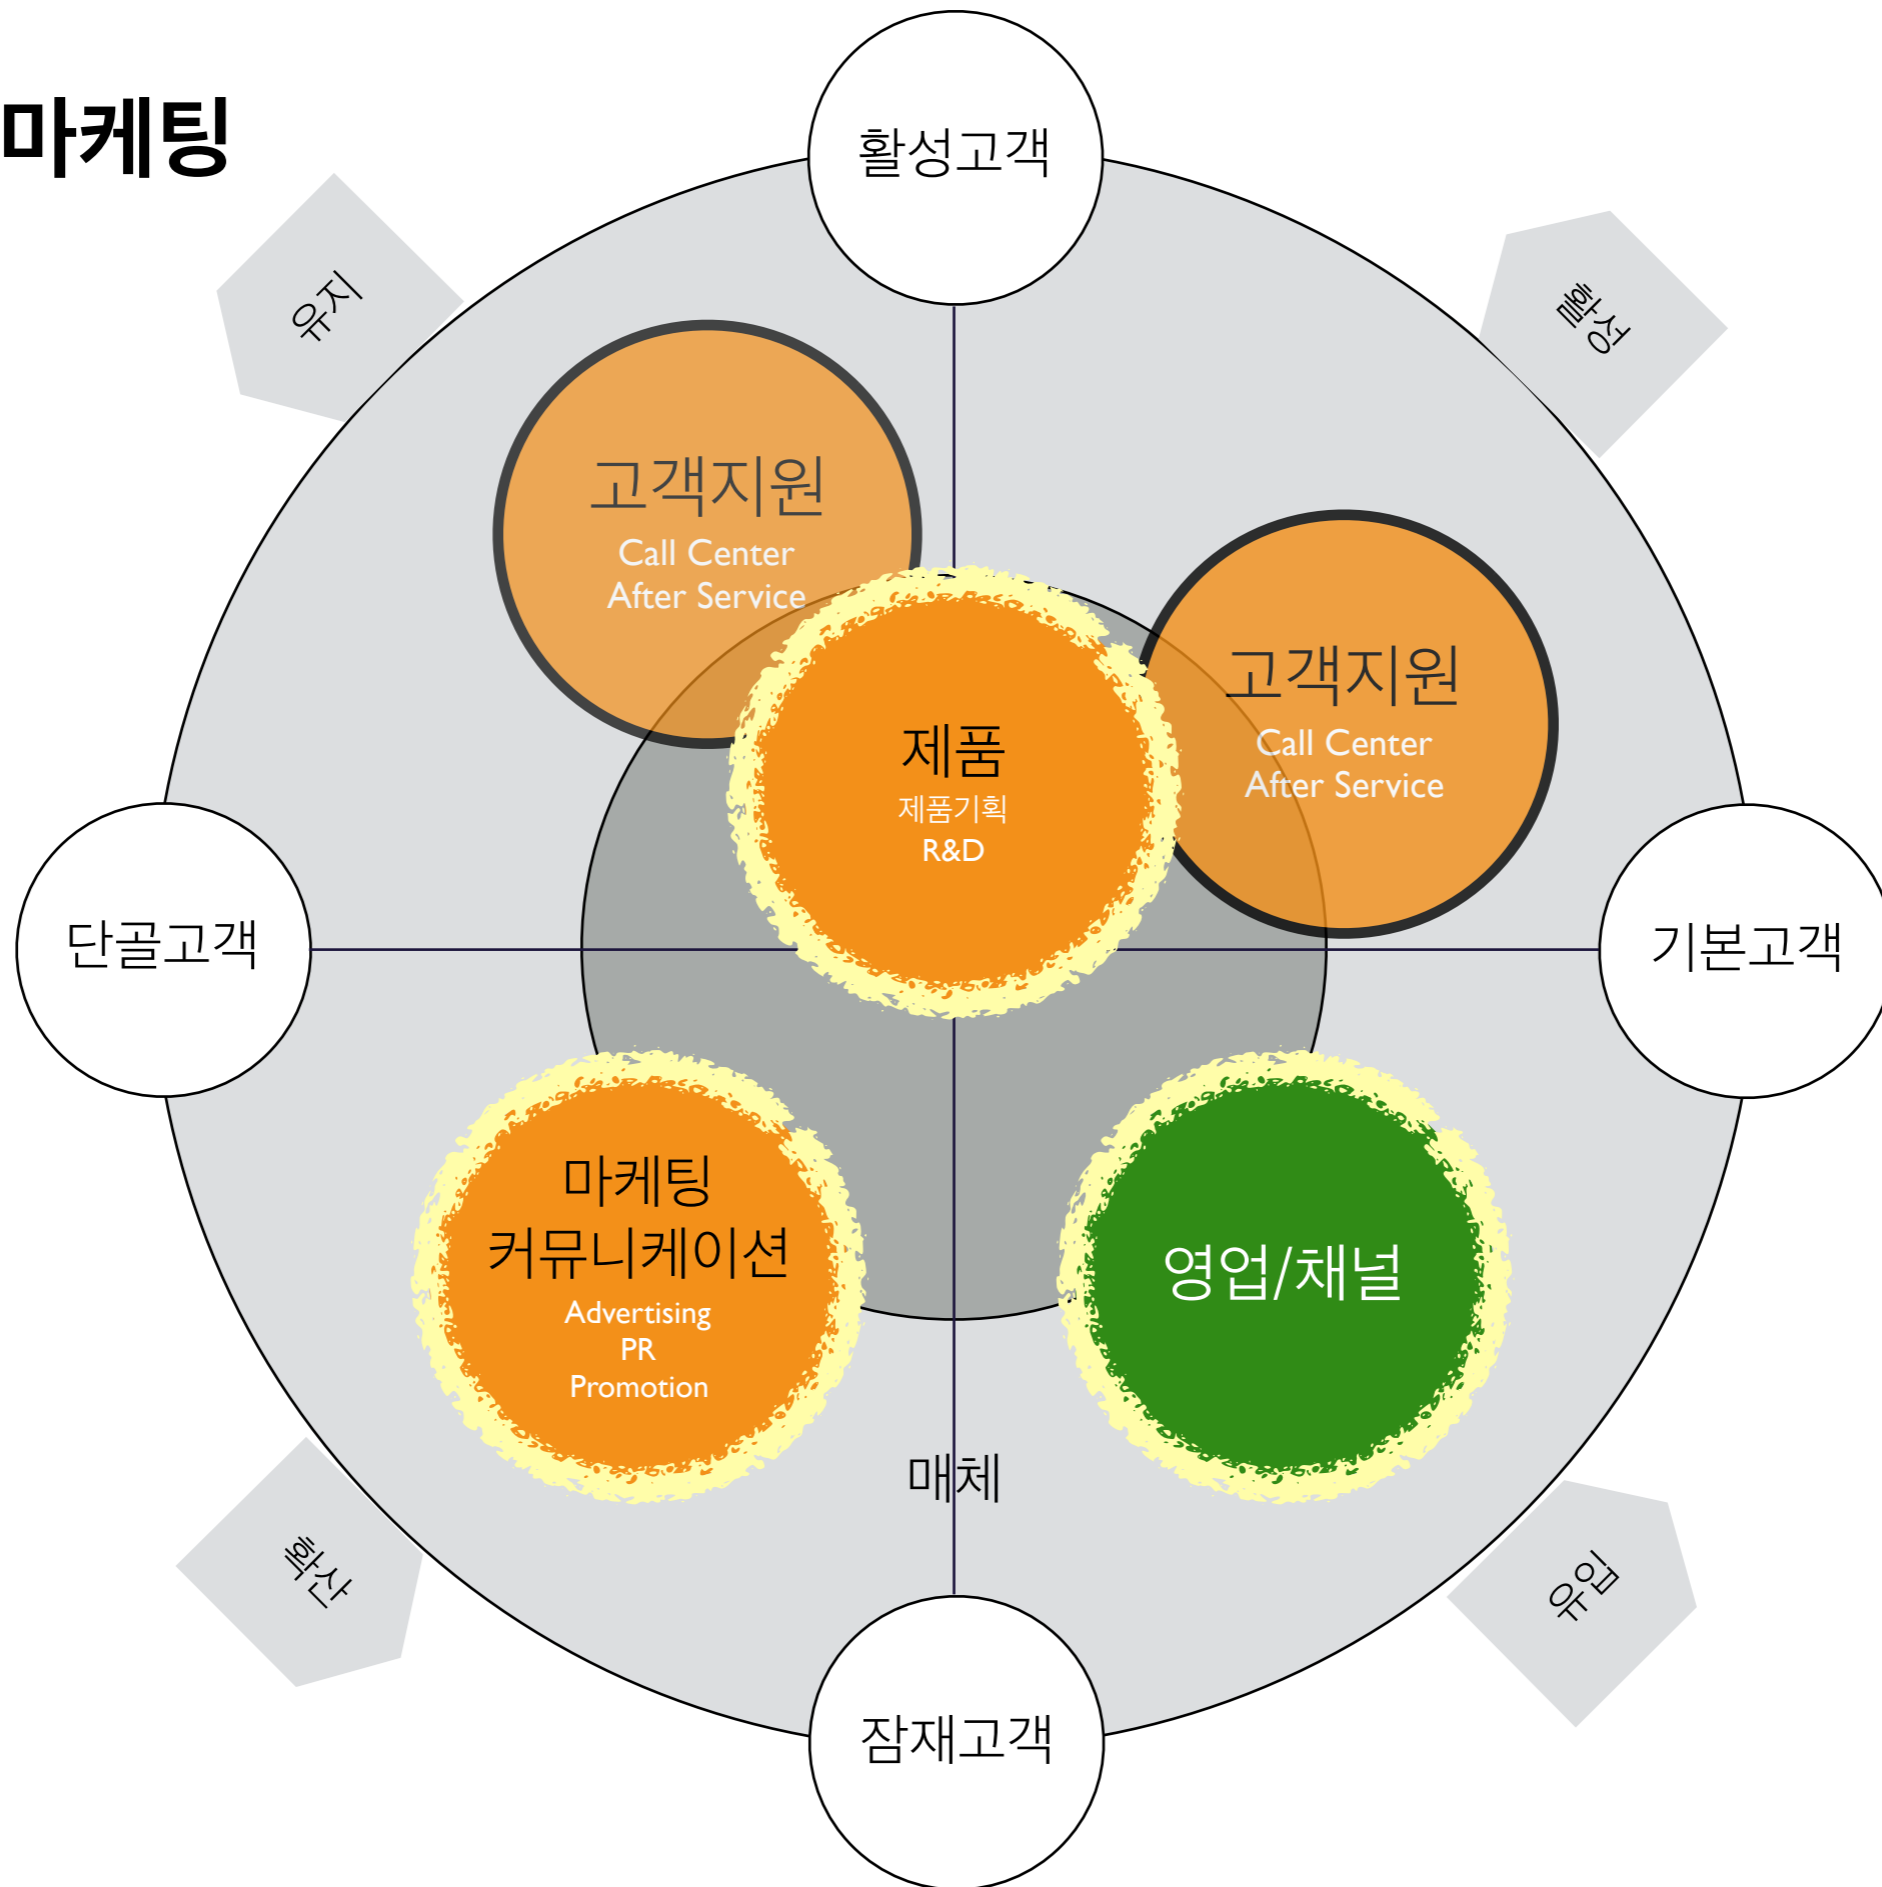 마케팅
활성고객
유지
활성
고객지원
Call Center
After Service
고객지원
Call Center
After Service
제품
제품기획
R&D
단골고객
기본고객
마케팅
커뮤니케이션
Advertising
PR
Promotion
영업/채널
매체
확산
유입
잠재고객